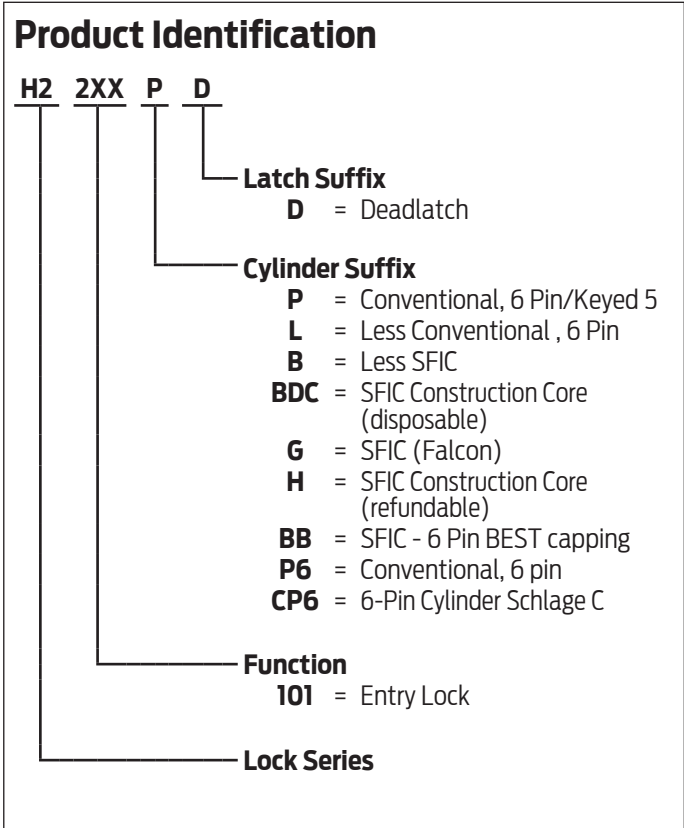 Product Identification
H2 2XX P D
Latch Suffix
D = Deadlatch
Cylinder Suffix
P = Conventional, 6 Pin/Keyed 5
L = Less Conventional , 6 Pin
B = Less SFIC
BDC = SFIC Construction Core
(disposable)
G = SFIC (Falcon)
H = SFIC Construction Core
(refundable)
BB = SFIC - 6 Pin BEST capping
P6 = Conventional, 6 pin
CP6 = 6-Pin Cylinder Schlage C
Function
101 = Entry Lock
Lock Series